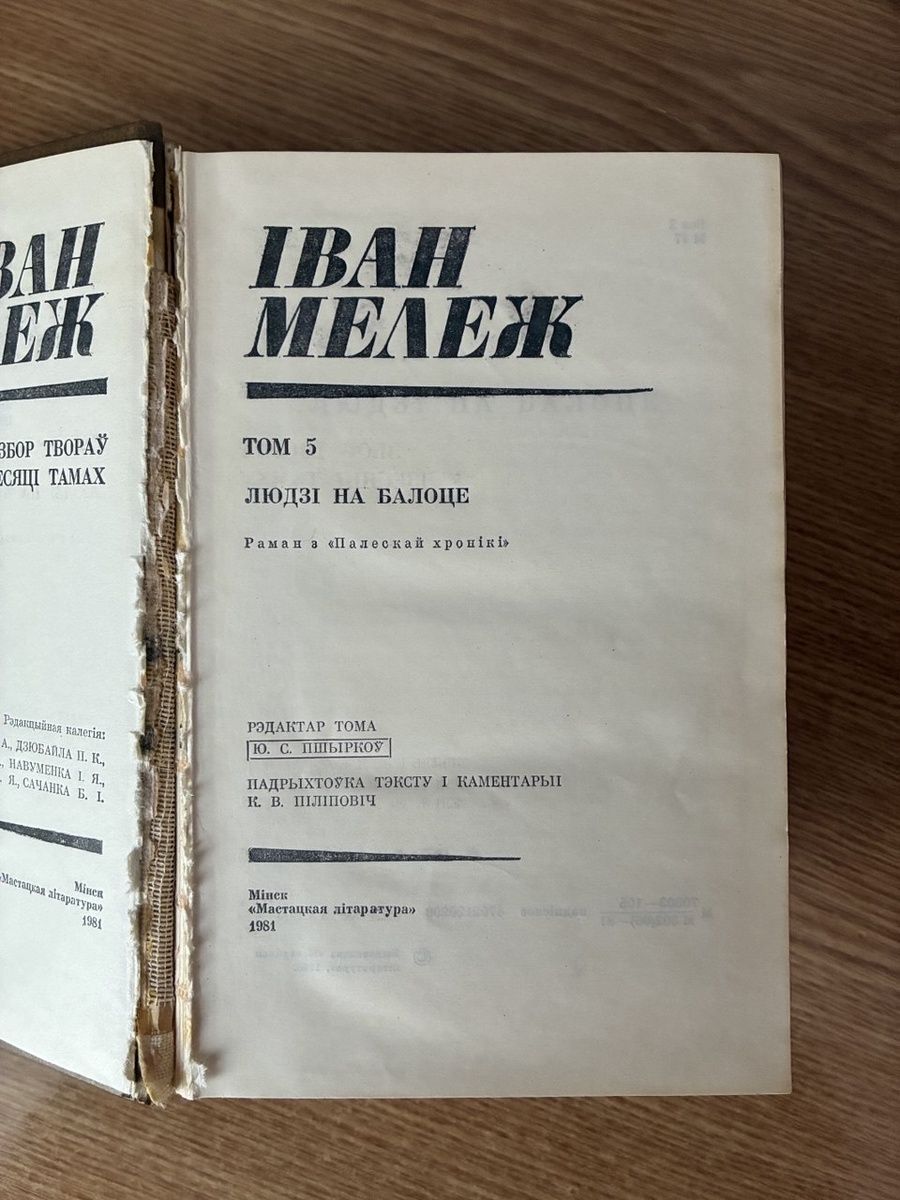 ВАН
ЕЖ
ЗБОР ТВОРАЎ
ЕСЯЦІ ТАМАХ
Рэдакцыйная калегія:
А., ДЗЮБАЙЛА П. К.,
., НАВУМЕНКА І. Я.,
. Я., САЧАНКА Б. І.
Мінск
«Мастацкая літаратура»
1981
ІВАН
МЕЛЕЖ
ТОМ 5
ЛЮДЗІ НА БАЛОЦЕ
Раман з «Палескай хронікі»
РЭДАКТАР ТОМА
Ю. С. ПШЫРКОЎ
ПАДРЫХТОЎКА ТЭКСТУ І КАМЕНТАРЫІ
К. В. ПІЛІПОВІЧ
Мінск
«Мастацкая літаратура»
1981